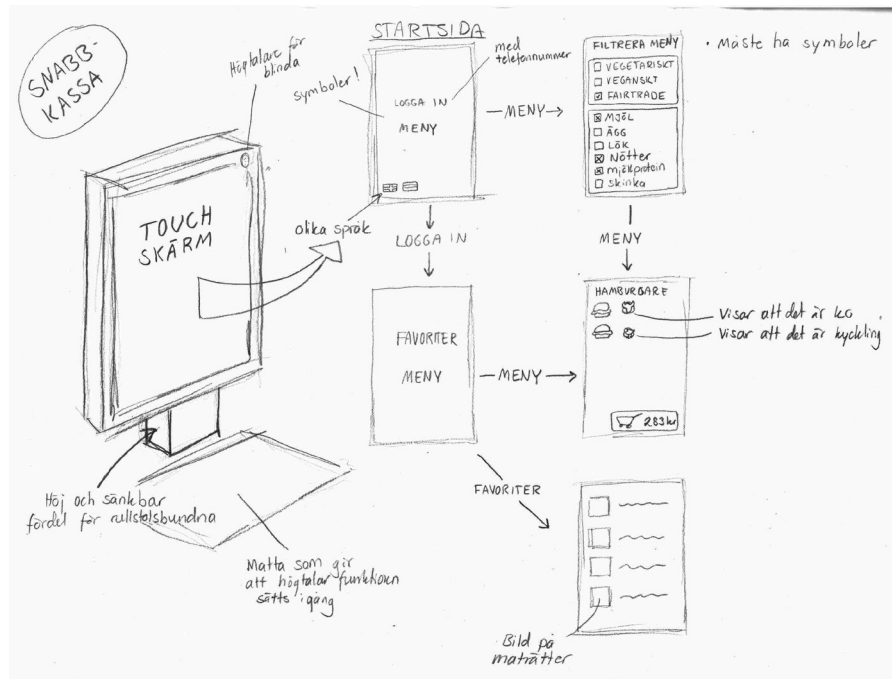 SNABB-
KASSA
Högtalare för
blinda
TOUCH
SKÄRM
Höj och sänkbar
fördel för rullstolsbundna
Matta som gör
att högtalar funktionen
sätts igång
STARTSIDA
symboler!
med
telefonnummer
LOGGA IN
MENY
olika språk
MENY
LOGGA IN
FILTRERA MENY
VEGETARISKT
VEGANSKT
FAIRTRADE
MJÖL
ÄGG
LÖK
Nötter
mjölkprotein
skinka
• Måste ha symboler
MENY
FAVORITER
MENY
MENY
HAMBURGARE
Visar att det är ko
Visar att det är kyckling
283kr
FAVORITER
Bild på
maträtter